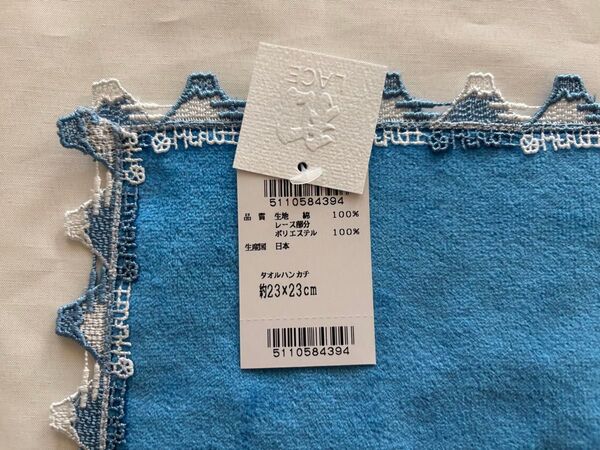 LACE
5110584394
品 質 生地 綿 100%
レース部分
ポリエステル 100%
生産国 日本
タオルハンカチ
約23×23cm
5110584394